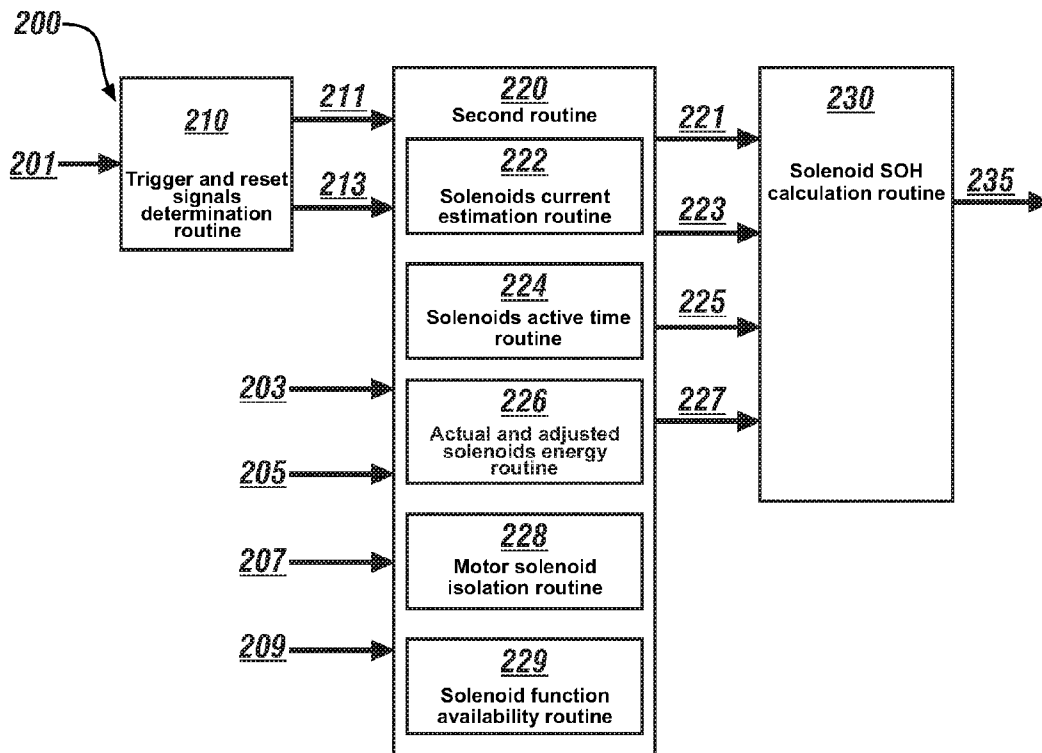 200
201
210
Trigger and reset
signals
determination
routine
211
213
203
205
207
209
220
Second routine
222
Solenoids current
estimation routine
224
Solenoids active time
routine
226
Actual and adjusted
solenoids energy
routine
228
Motor solenoid
isolation routine
229
Solenoid function
availability routine
221
223
225
227
230
Solenoid SOH
calculation routine
235